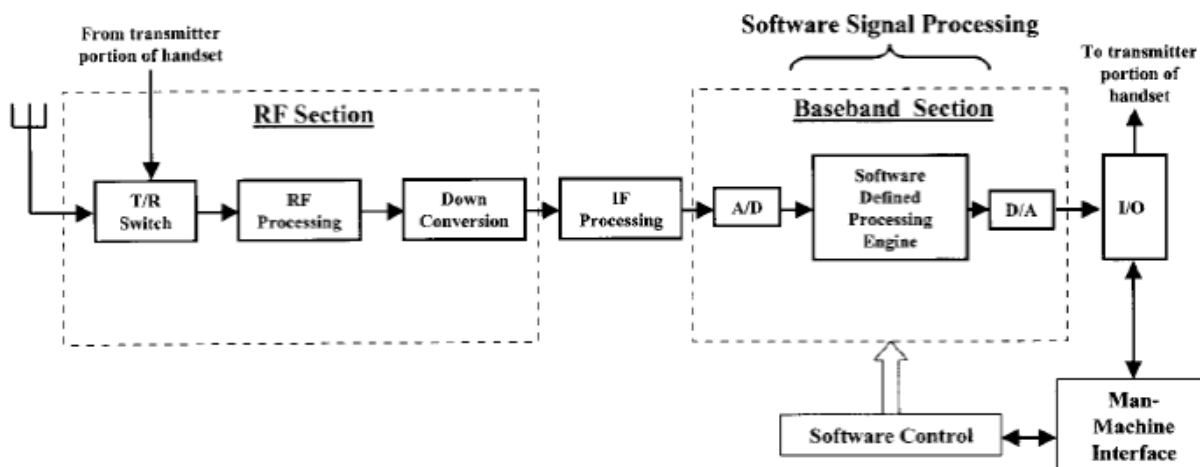 Software Signal Processing
From transmitter
portion of handset
To transmitter
portion of
handset
RF Section
Baseband Section
T/R
Switch
RF
Processing
Down
Conversion
IF
Processing
A/D
Software
Defined
Processing
Engine
D/A
I/O
Software Control
Man-
Machine
Interface